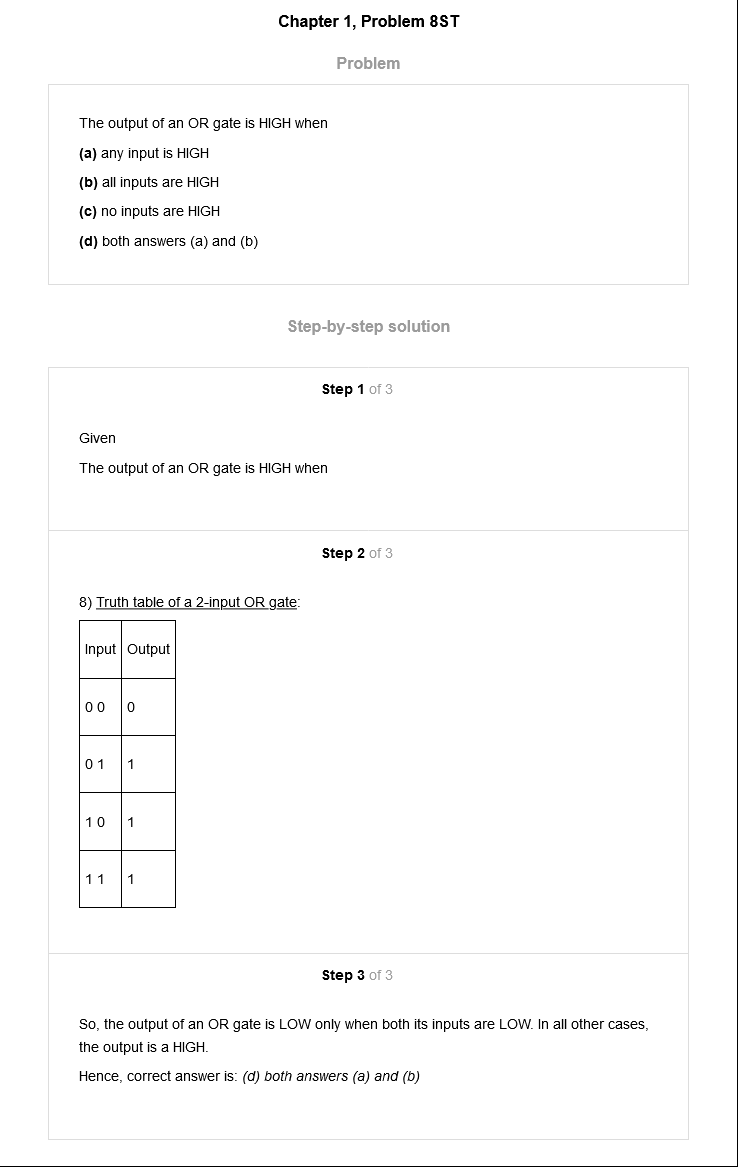 Chapter 1, Problem 8ST
Problem
The output of an OR gate is HIGH when
(a) any input is HIGH
(b) all inputs are HIGH
(c) no inputs are HIGH
(d) both answers (a) and (b)
Step-by-step solution
Step 1 of 3
Given
The output of an OR gate is HIGH when
Step 2 of 3
8) Truth table of a 2-input OR gate:
Input Output
0 0 0
0 1 1
1 0 1
1 1 1
Step 3 of 3
So, the output of an OR gate is LOW only when both its inputs are LOW. In all other cases,
the output is a HIGH.
Hence, correct answer is: (d) both answers (a) and (b)